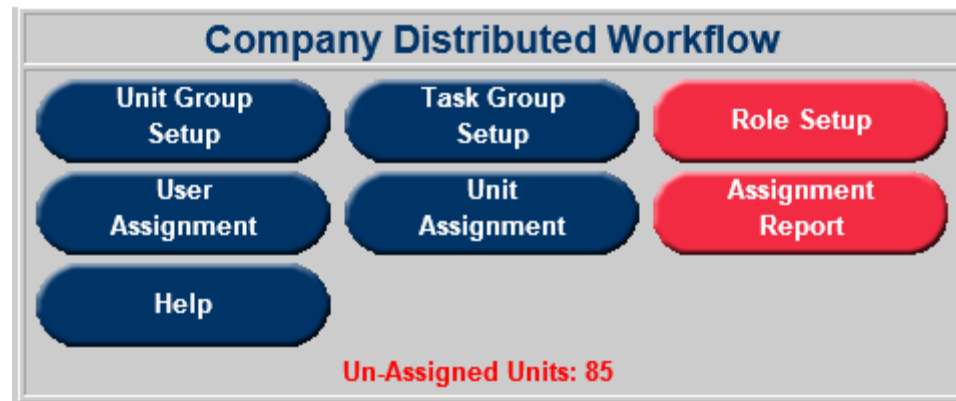 Company Distributed Workflow
Unit Group
Setup
Task Group
Setup
Role Setup
User
Assignment
Unit
Assignment
Assignment
Report
Help
Un-Assigned Units: 85